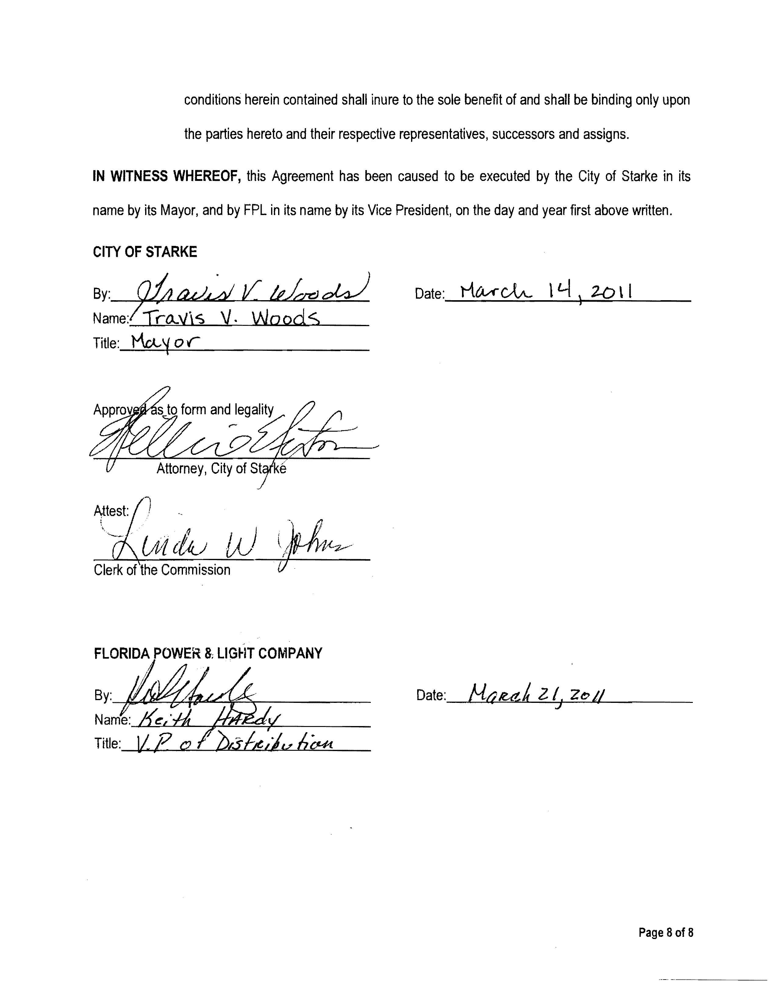 conditions herein contained shall inure to the sole benefit of and shall be binding only upon
the parties hereto and their respective representatives, successors and assigns.
IN WITNESS WHEREOF, this Agreement has been caused to be executed by the City of Starke in its
name by its Mayor, and by FPL in its name by its Vice President, on the day and year first above written.
CITY OF STARKE
By: Travis V. Woods Date: March 14, 2011
Name: Travis V. Woods
Title: Mayor
Approved as to form and legality
Attorney, City of Starke
Attest:
Linda W Johns
Clerk of the Commission
FLORIDA POWER & LIGHT COMPANY
By: Date: March 21, 2011
Name: Keith HARdy
Title: V.P. of Distribution
Page 8 of 8